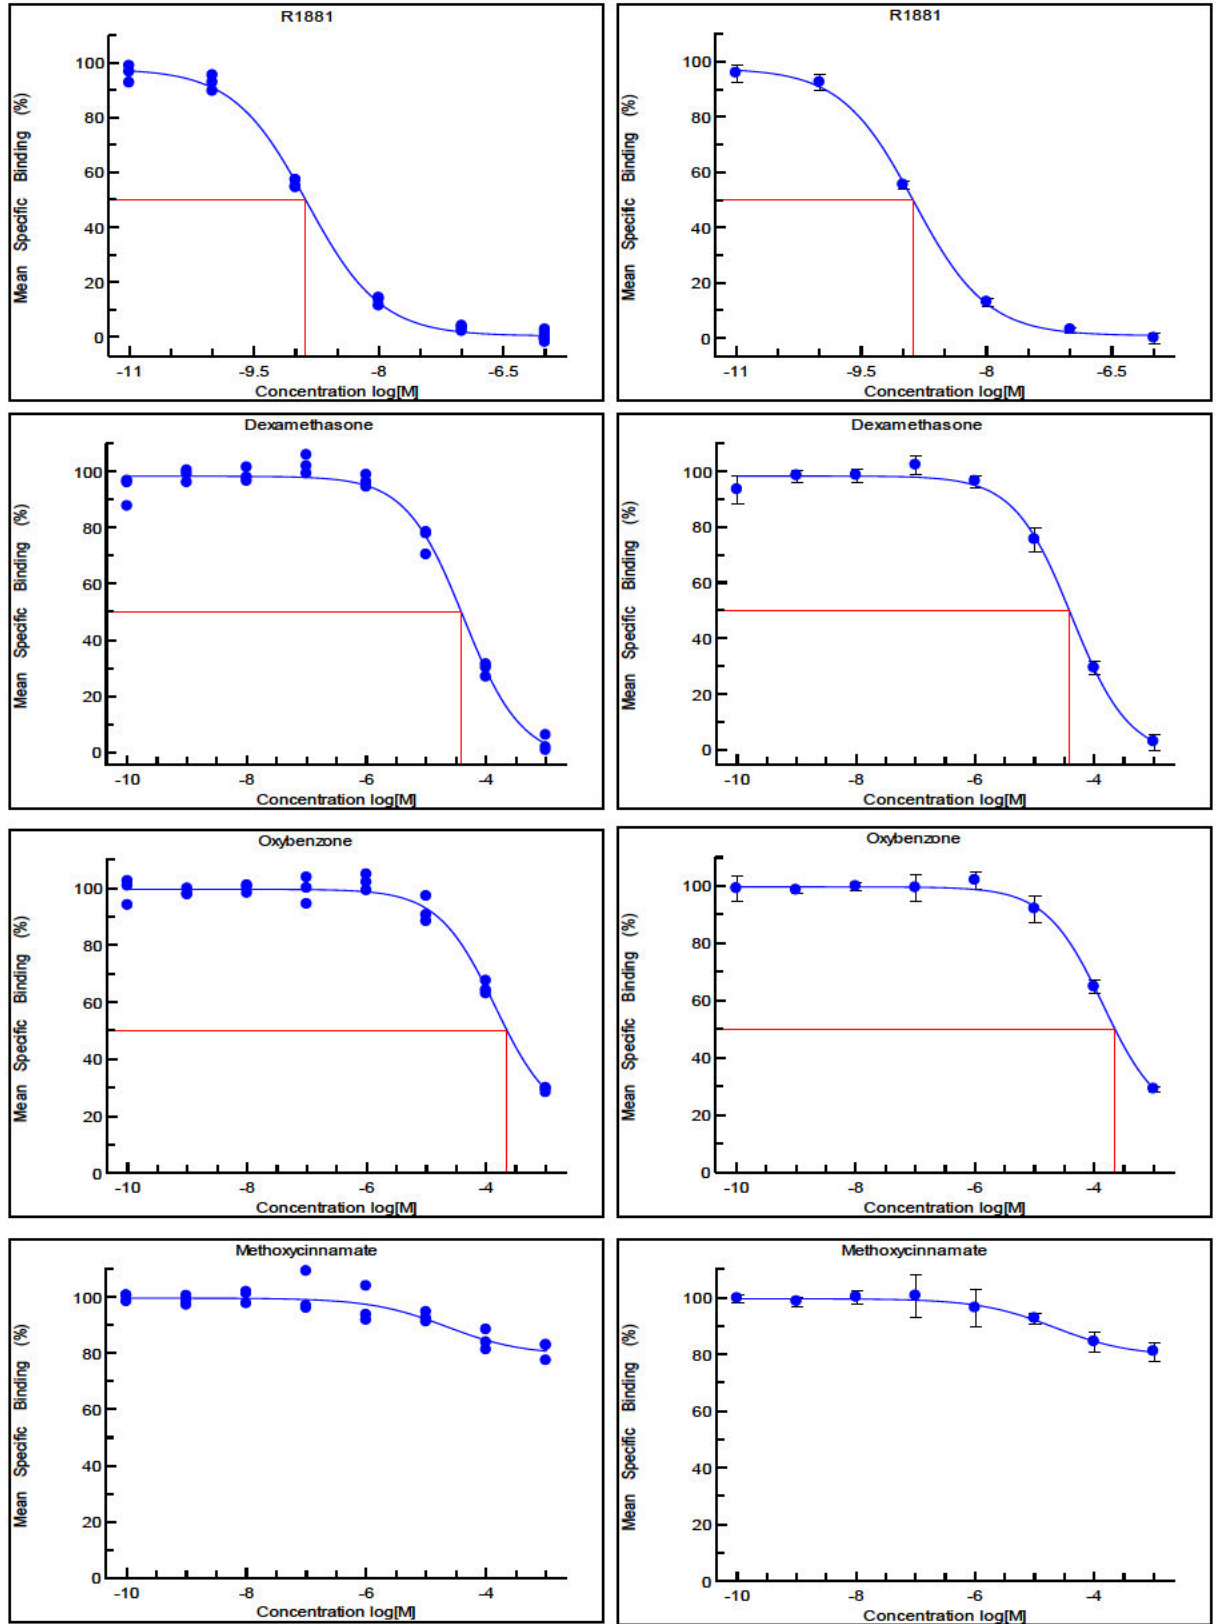 R1881
Mean Specific Binding (%)
100
80
60
40
20
0
-11 -9.5 -8 -6.5
Concentration log[M]
R1881
Mean Specific Binding (%)
100
80
60
40
20
0
-11 -9.5 -8 -6.5
Concentration log[M]
Dexamethasone
Mean Specific Binding (%)
100
80
60
40
20
0
-10 -8 -6 -4
Concentration log[M]
Dexamethasone
Mean Specific Binding (%)
100
80
60
40
20
0
-10 -8 -6 -4
Concentration log[M]
Oxybenzone
Mean Specific Binding (%)
100
80
60
40
20
0
-10 -8 -6 -4
Concentration log[M]
Oxybenzone
Mean Specific Binding (%)
100
80
60
40
20
0
-10 -8 -6 -4
Concentration log[M]
Methoxycinnamate
Mean Specific Binding (%)
100
80
60
40
20
0
-10 -8 -6 -4
Concentration log[M]
Methoxycinnamate
Mean Specific Binding (%)
100
80
60
40
20
0
-10 -8 -6 -4
Concentration log[M]